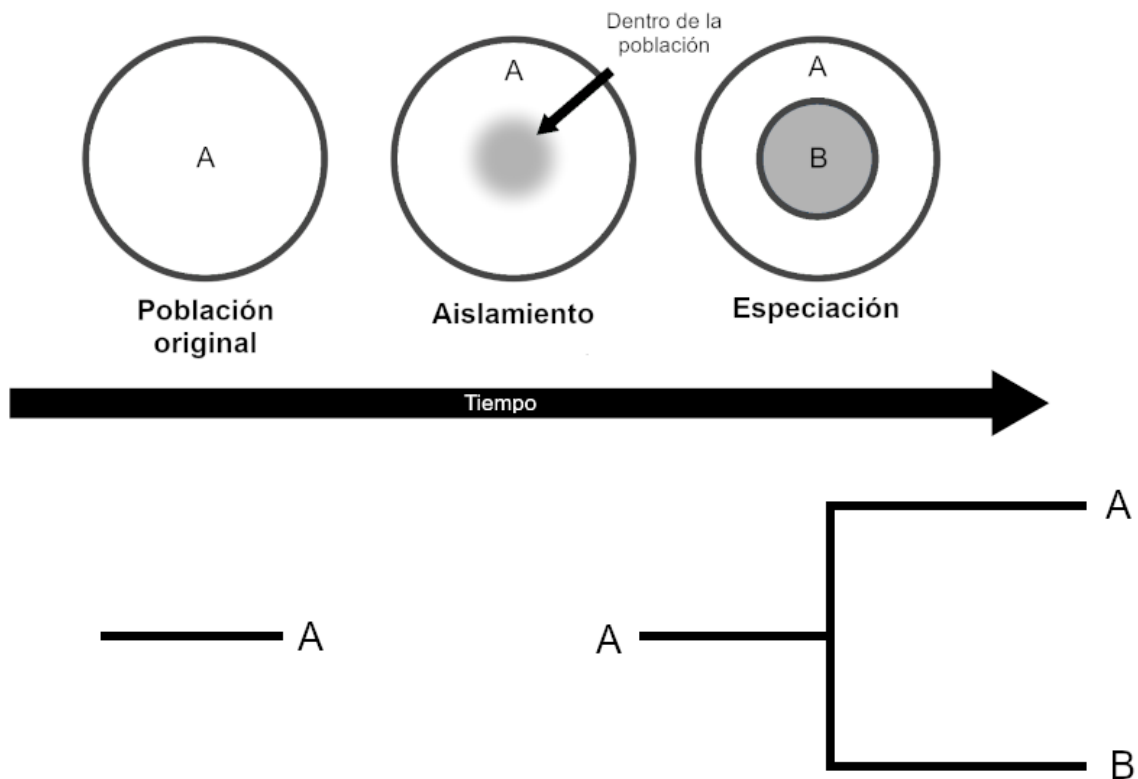 Dentro de la
población
A
A
A
B
Población
original
Aislamiento
Especiación
Tiempo
A
A
A
B